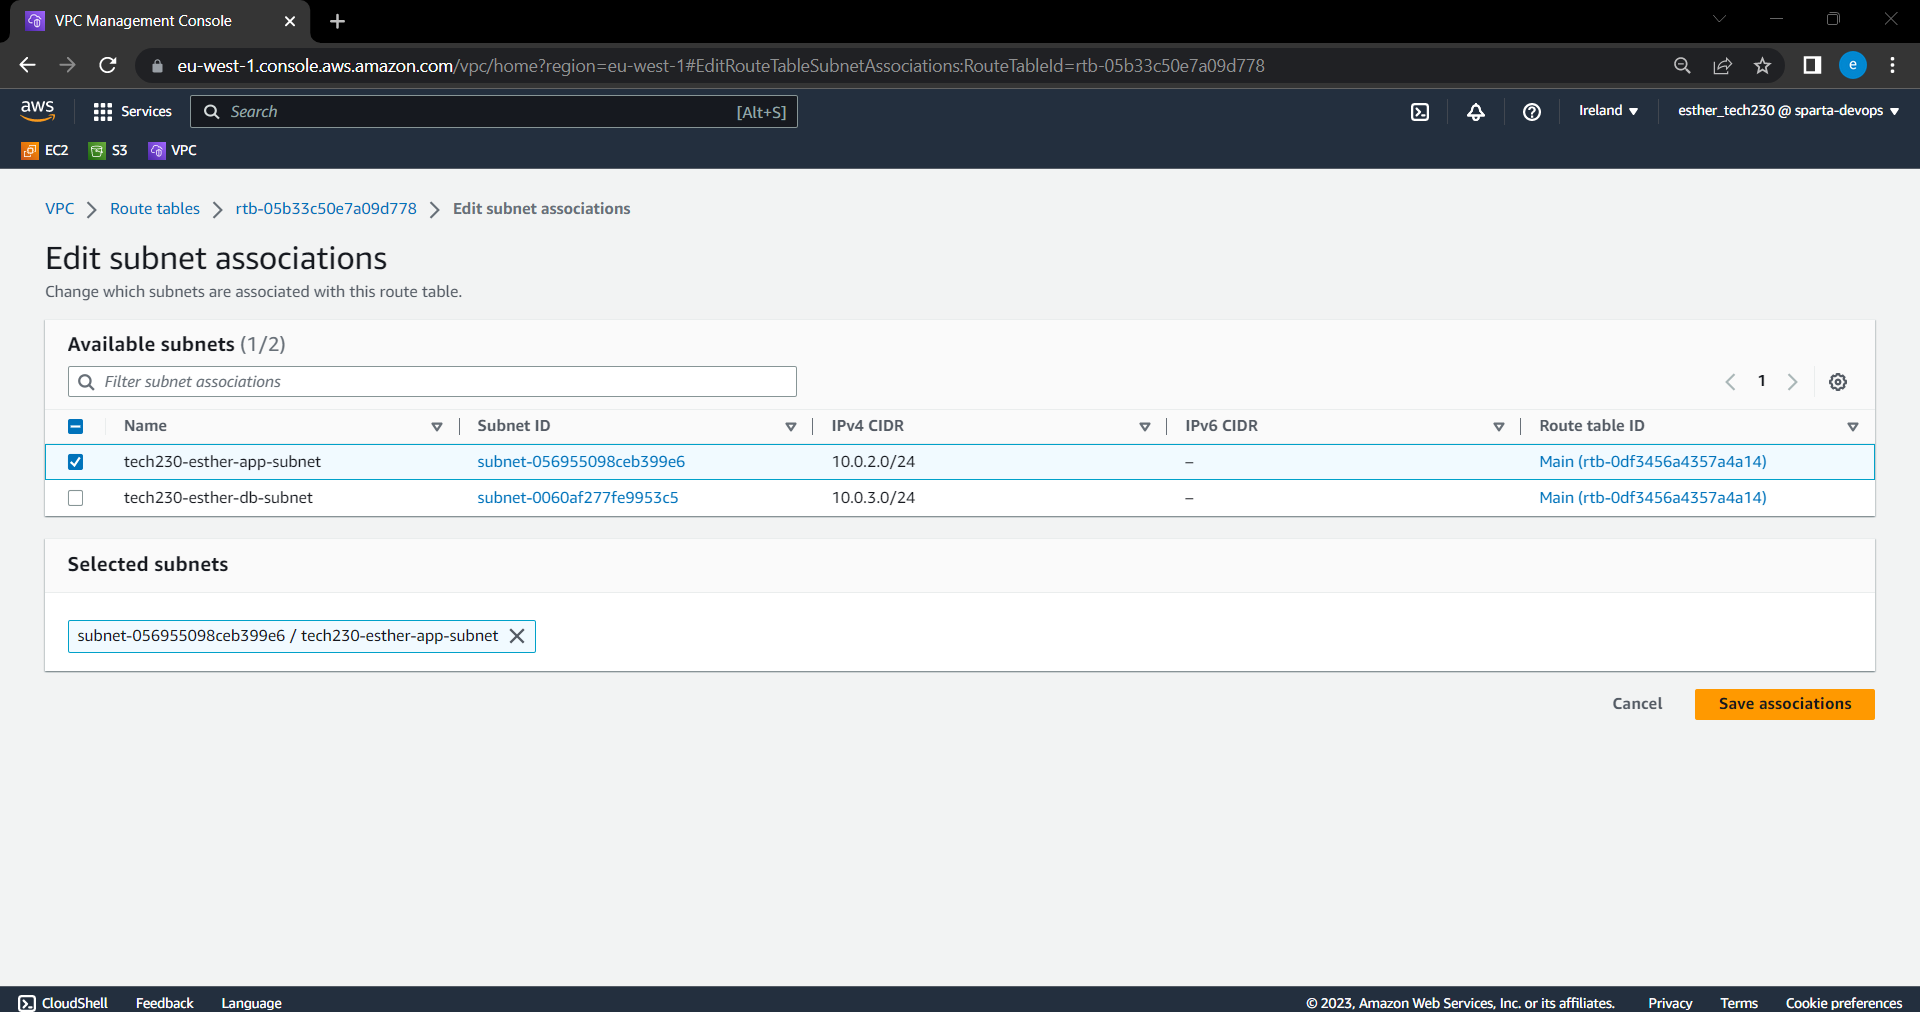 VPC Management Console
eu-west-1.console.aws.amazon.com/vpc/home?region=eu-west-1#EditRouteTableSubnetAssociations:RouteTableId=rtb-05b33c50e7a09d778
e
aws
Services
Search
[Alt+S]
Ireland
esther_tech230 @ sparta-devops
EC2
S3
VPC
VPC
Route tables
rtb-05b33c50e7a09d778
Edit subnet associations
Edit subnet associations
Change which subnets are associated with this route table.
Available subnets (1/2)
Filter subnet associations
1
Name
Subnet ID
IPv4 CIDR
IPv6 CIDR
Route table ID
tech230-esther-app-subnet
subnet-056955098ceb399e6
10.0.2.0/24
–
Main (rtb-0df3456a4357a4a14)
tech230-esther-db-subnet
subnet-0060af277fe9953c5
10.0.3.0/24
–
Main (rtb-0df3456a4357a4a14)
Selected subnets
subnet-056955098ceb399e6 / tech230-esther-app-subnet
Cancel
Save associations
CloudShell
Feedback
Language
© 2023, Amazon Web Services, Inc. or its affiliates.
Privacy
Terms
Cookie preferences